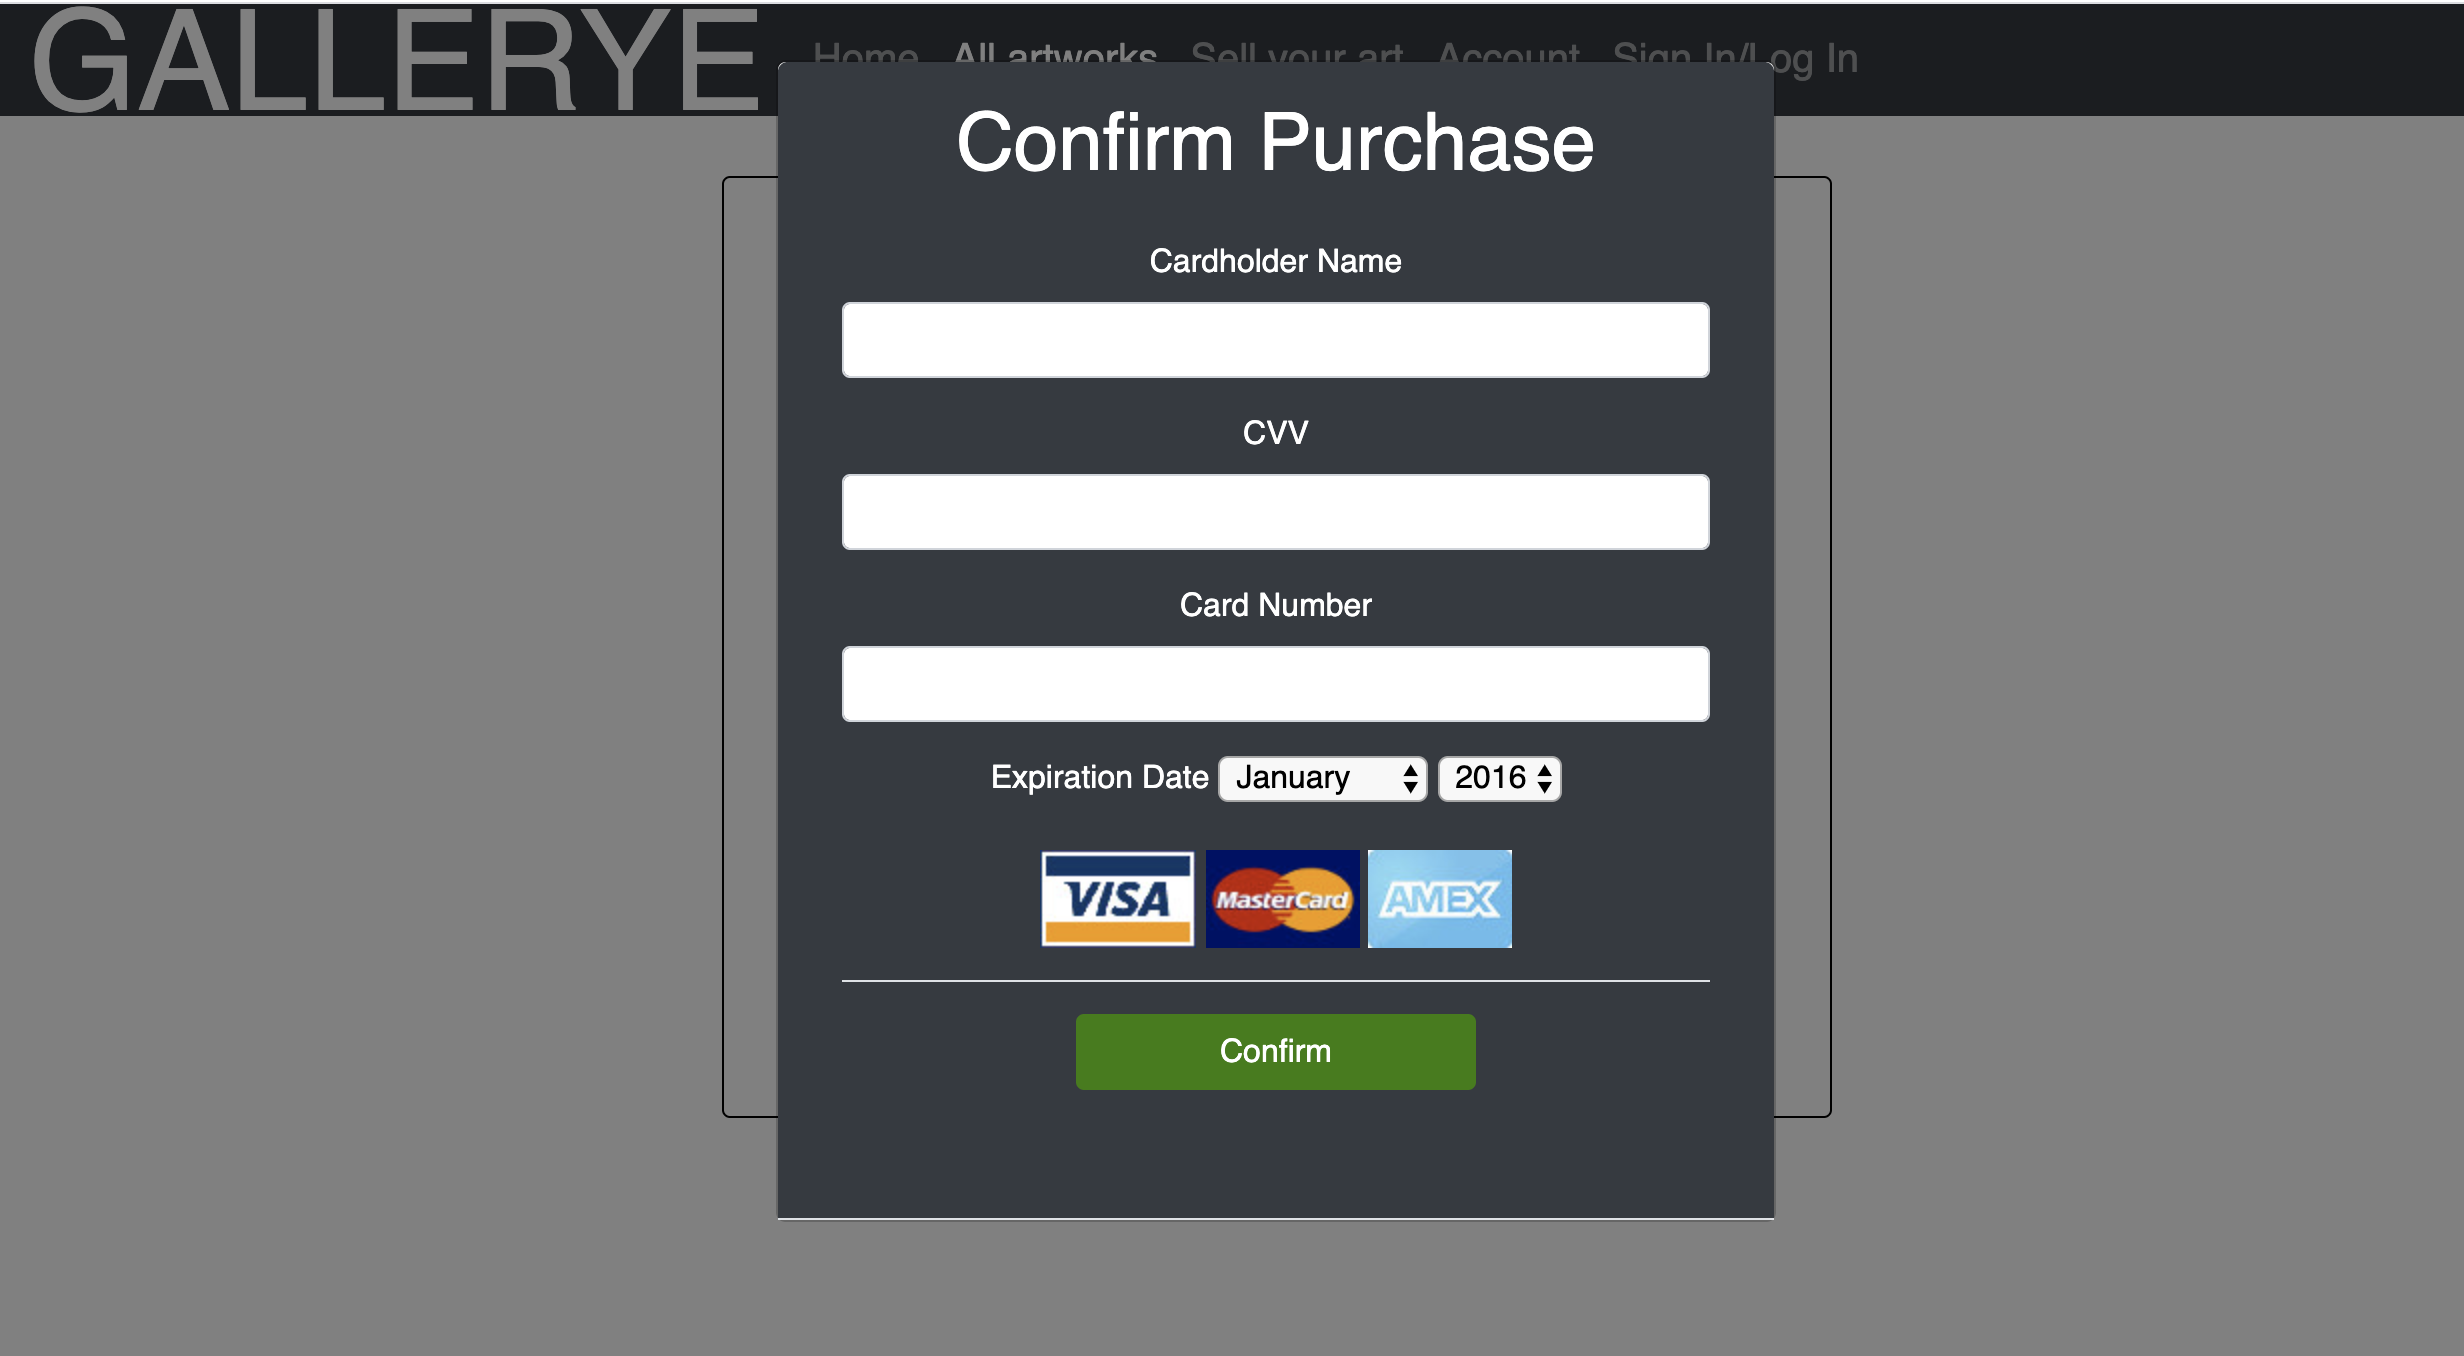 GALLERYE
Home All artworks Sell your art Account Sign In/Log In
Confirm Purchase
Cardholder Name
CVV
Card Number
Expiration Date January 2016
VISA MasterCard AMEX
Confirm